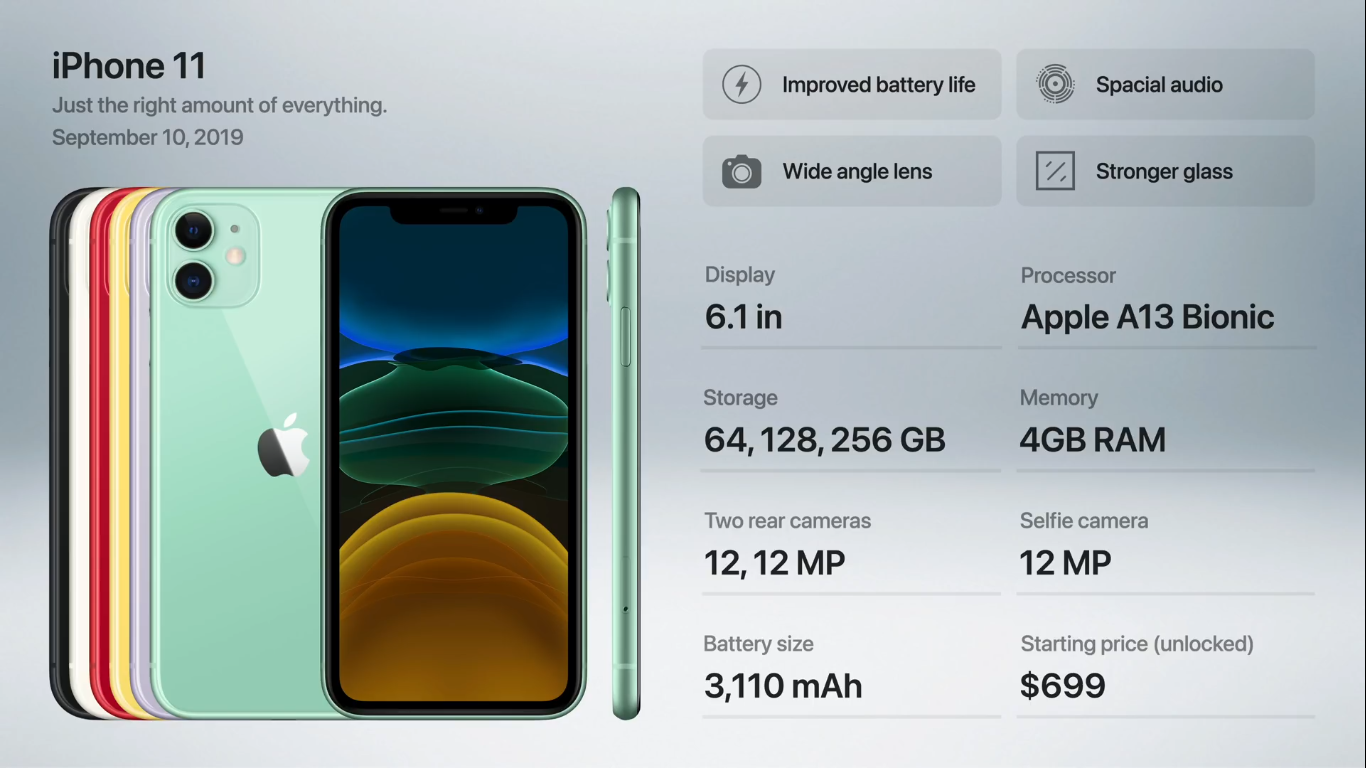 iPhone 11
Just the right amount of everything.
September 10, 2019
Improved battery life
Spacial audio
Wide angle lens
Stronger glass
Display
6.1 in
Processor
Apple A13 Bionic
Storage
64, 128, 256 GB
Memory
4GB RAM
Two rear cameras
12, 12 MP
Selfie camera
12 MP
Battery size
3,110 mAh
Starting price (unlocked)
$699